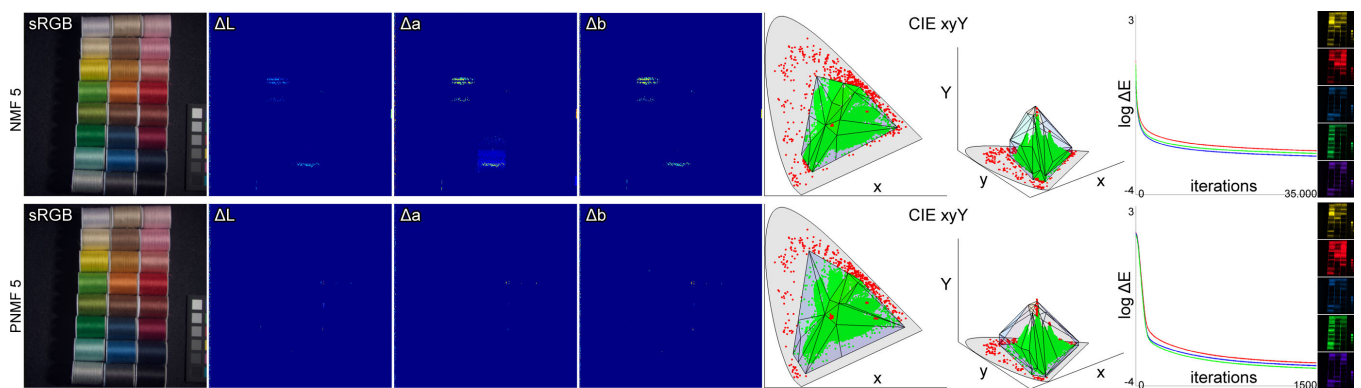 NMF 5
sRGB
ΔL
Δa
Δb
CIE xyY
x
Y
y
x
3
log ΔE
-4
0
iterations
35.000
PNMF 5
sRGB
ΔL
Δa
Δb
CIE xyY
x
Y
y
x
3
log ΔE
-4
0
iterations
1500